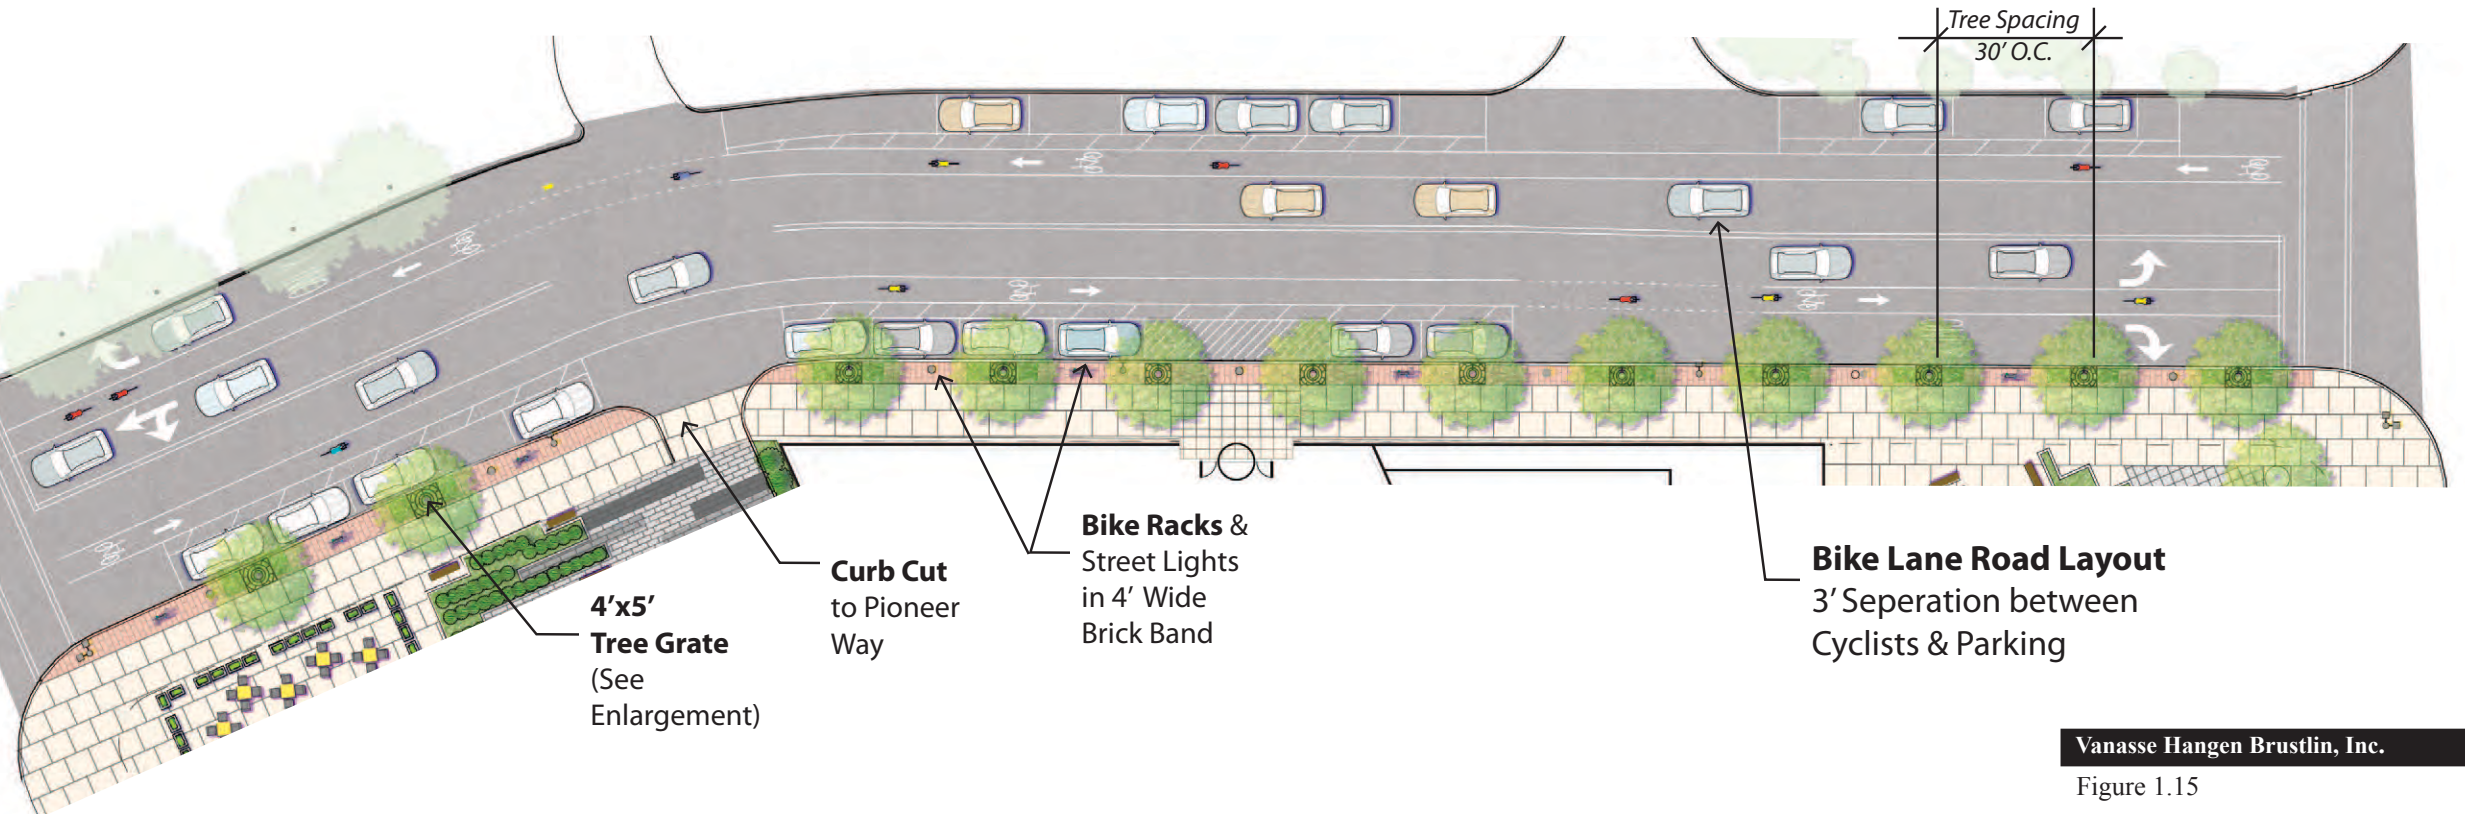 Tree Spacing
30’ O.C.
4’x5’
Tree Grate
(See
Enlargement)
Curb Cut
to Pioneer
Way
Bike Racks &
Street Lights
in 4’ Wide
Brick Band
Bike Lane Road Layout
3’ Seperation between
Cyclists & Parking
Vanasse Hangen Brustlin, Inc.
Figure 1.15